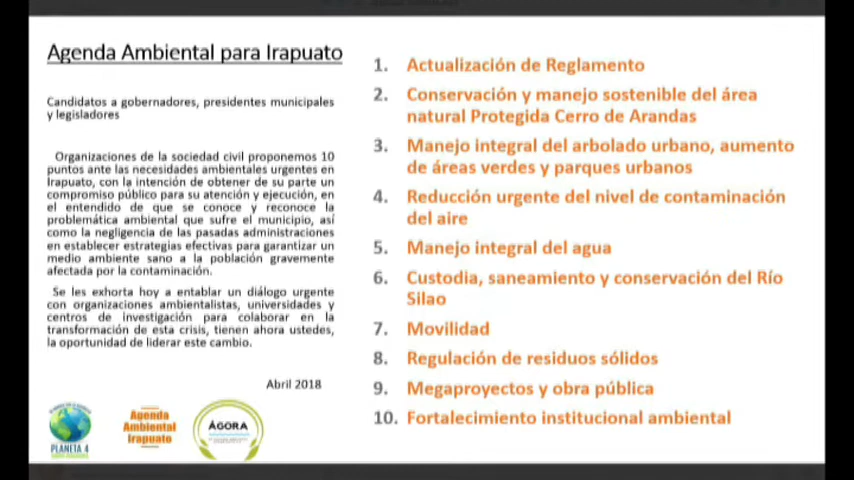 Agenda Ambiental para Irapuato
Candidatos a gobernadores, presidentes municipales
y legisladores
Organizaciones de la sociedad civil proponemos 10
puntos ante las necesidades ambientales urgentes en
Irapuato, con la intención de obtener de su parte un
compromiso público para su atención y ejecución, en
el entendido de que se conoce y reconoce la
problemática ambiental que sufre el municipio, así
como la negligencia de las pasadas administraciones
en establecer estrategias efectivas para garantizar un
medio ambiente sano a la población gravemente
afectada por la contaminación.
Se les exhorta hoy a entablar un diálogo urgente
con organizaciones ambientalistas, universidades y
centros de investigación para colaborar en la
transformación de esta crisis, tienen ahora ustedes,
la oportunidad de liderar este cambio.
Abril 2018
PLANETA 4
Agenda
Ambiental
Irapuato
ÁGORA
1. Actualización de Reglamento
2. Conservación y manejo sostenible del área
natural Protegida Cerro de Arandas
3. Manejo integral del arbolado urbano, aumento
de áreas verdes y parques urbanos
4. Reducción urgente del nivel de contaminación
del aire
5. Manejo integral del agua
6. Custodia, saneamiento y conservación del Río
Silao
7. Movilidad
8. Regulación de residuos sólidos
9. Megaproyectos y obra pública
10. Fortalecimiento institucional ambiental